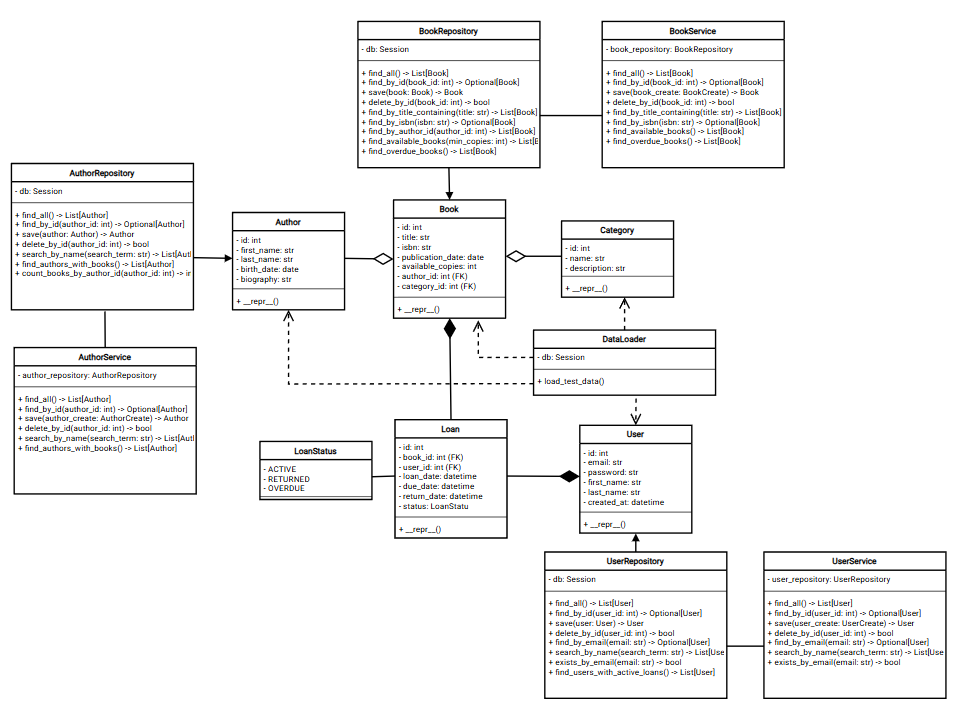 BookRepository
- db: Session
+ find_all() -> List[Book]
+ find_by_id(book_id: int) -> Optional[Book]
+ save(book: Book) -> Book
+ delete_by_id(book_id: int) -> bool
+ find_by_title_containing(title: str) -> List[Book]
+ find_by_isbn(isbn: str) -> Optional[Book]
+ find_by_author_id(author_id: int) -> List[Book]
+ find_available_books(min_copies: int) -> List[B
+ find_overdue_books() -> List[Book]
BookService
- book_repository: BookRepository
+ find_all() -> List[Book]
+ find_by_id(book_id: int) -> Optional[Book]
+ save(book_create: BookCreate) -> Book
+ delete_by_id(book_id: int) -> bool
+ find_by_title_containing(title: str) -> List[Book]
+ find_by_isbn(isbn: str) -> Optional[Book]
+ find_available_books() -> List[Book]
+ find_overdue_books() -> List[Book]
AuthorRepository
- db: Session
+ find_all() -> List[Author]
+ find_by_id(author_id: int) -> Optional[Author]
+ save(author: Author) -> Author
+ delete_by_id(author_id: int) -> bool
+ search_by_name(search_term: str) -> List[Aut
+ find_authors_with_books() -> List[Author]
+ count_books_by_author_id(author_id: int) -> in
Author
- id: int
- first_name: str
- last_name: str
- birth_date: date
- biography: str
+ __repr__()
Book
- id: int
- title: str
- isbn: str
- publication_date: date
- available_copies: int
- author_id: int (FK)
- category_id: int (FK)
+ __repr__()
Category
- id: int
- name: str
- description: str
+ __repr__()
AuthorService
- author_repository: AuthorRepository
+ find_all() -> List[Author]
+ find_by_id(author_id: int) -> Optional[Author]
+ save(author_create: AuthorCreate) -> Author
+ delete_by_id(author_id: int) -> bool
+ search_by_name(search_term: str) -> List[Aut
+ find_authors_with_books() -> List[Author]
DataLoader
- db: Session
+ load_test_data()
LoanStatus
- ACTIVE
- RETURNED
- OVERDUE
Loan
- id: int
- book_id: int (FK)
- user_id: int (FK)
- loan_date: datetime
- due_date: datetime
- return_date: datetime
- status: LoanStatu
+ __repr__()
User
- id: int
- email: str
- password: str
- first_name: str
- last_name: str
- created_at: datetime
+ __repr__()
UserRepository
- db: Session
+ find_all() -> List[User]
+ find_by_id(user_id: int) -> Optional[User]
+ save(user: User) -> User
+ delete_by_id(user_id: int) -> bool
+ find_by_email(email: str) -> Optional[User]
+ search_by_name(search_term: str) -> List[Use
+ exists_by_email(email: str) -> bool
+ find_users_with_active_loans() -> List[User]
UserService
- user_repository: UserRepository
+ find_all() -> List[User]
+ find_by_id(user_id: int) -> Optional[User]
+ save(user_create: UserCreate) -> User
+ delete_by_id(user_id: int) -> bool
+ find_by_email(email: str) -> Optional[User]
+ search_by_name(search_term: str) -> List[Use
+ exists_by_email(email: str) -> bool